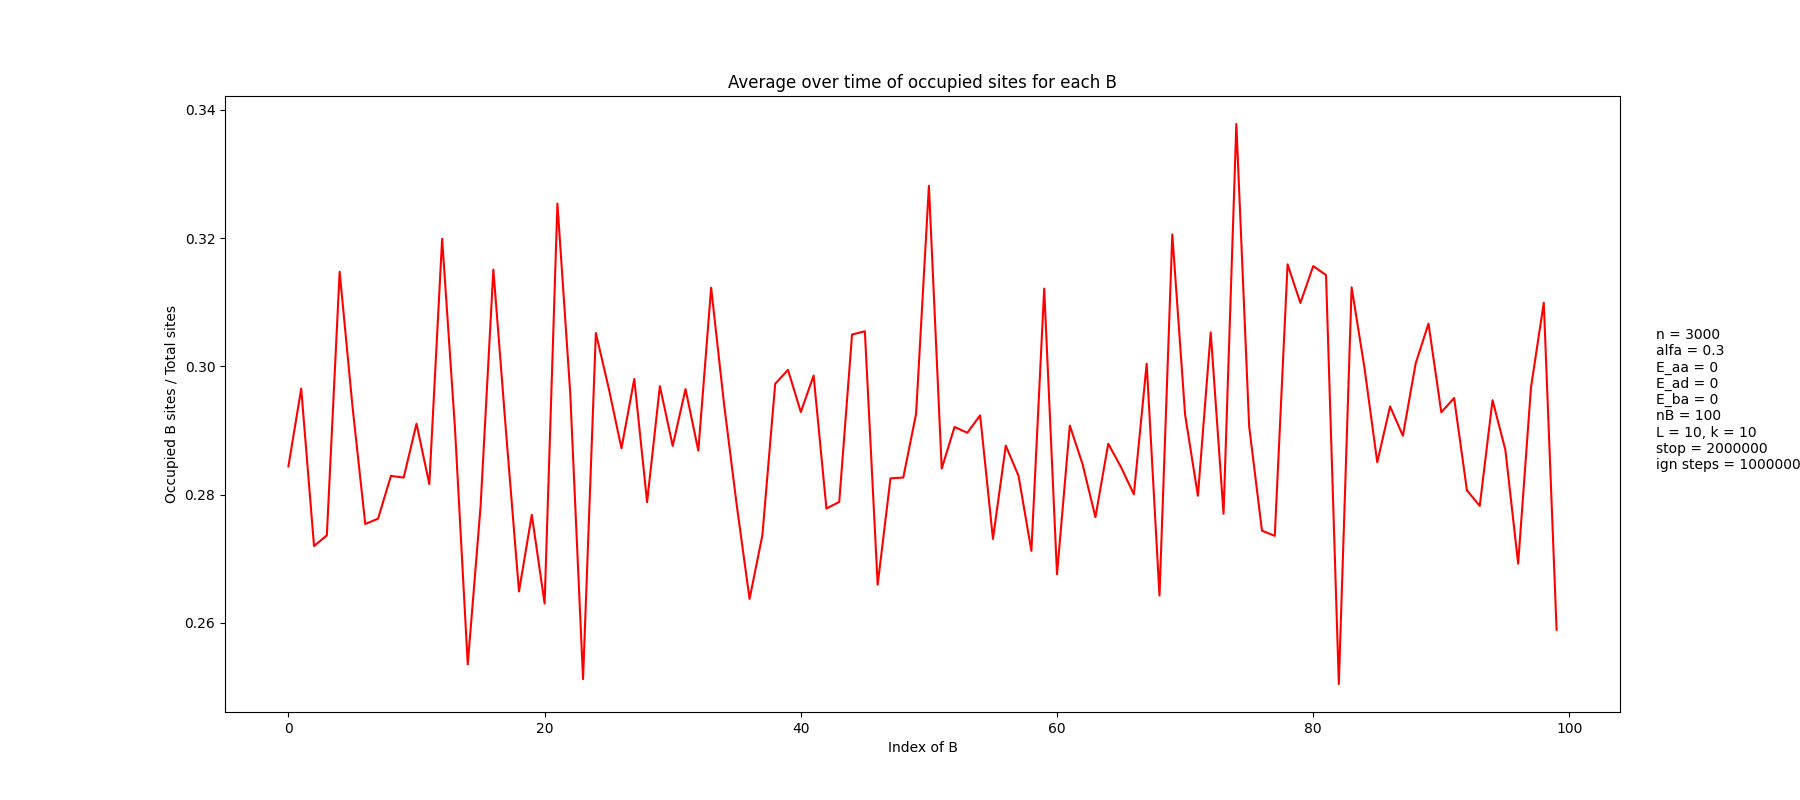 Average over time of occupied sites for each B
0.34
0.32
0.30
0.28
0.26
Occupied B sites / Total sites
0 20 40 60 80 100
Index of B
n = 3000
alfa = 0.3
E_aa = 0
E_ad = 0
E_ba = 0
nB = 100
L = 10, k = 10
stop = 2000000
ign steps = 1000000